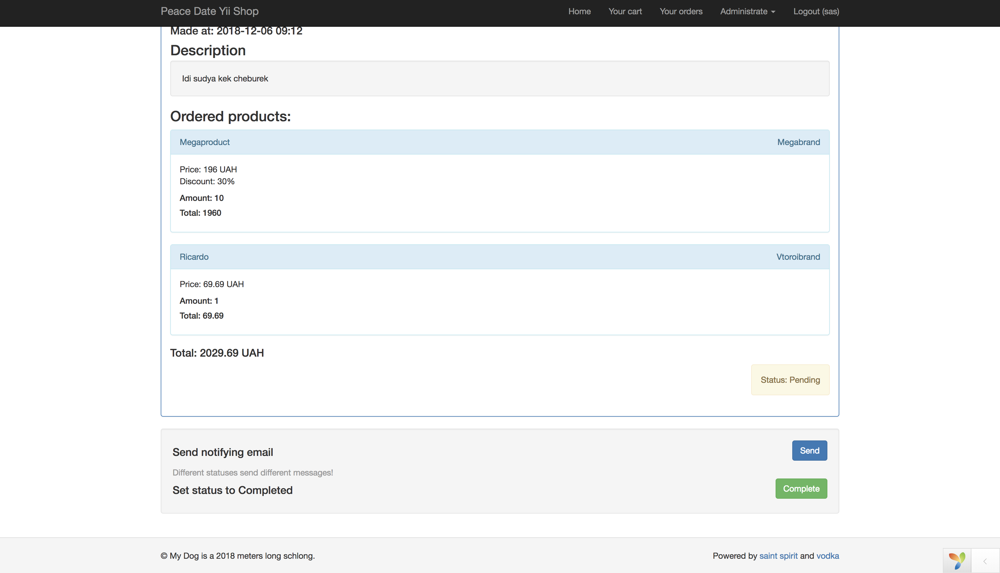 Peace Date Yii Shop
Home
Your cart
Your orders
Administrate
Logout (sas)
Made at: 2018-12-06 09:12
Description
Idi sudya kek cheburek
Ordered products:
Megaproduct
Megabrand
Price: 196 UAH
Discount: 30%
Amount: 10
Total: 1960
Ricardo
Vtoroibrand
Price: 69.69 UAH
Amount: 1
Total: 69.69
Total: 2029.69 UAH
Status: Pending
Send notifying email
Send
Different statuses send different messages!
Set status to Completed
Complete
© My Dog is a 2018 meters long schlong.
Powered by saint spirit and vodka